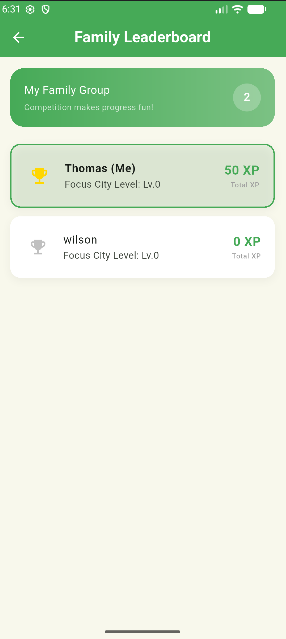 6:31
Family Leaderboard
My Family Group
Competition makes progress fun!
2
Thomas (Me)
Focus City Level: Lv.0
50 XP
Total XP
wilson
Focus City Level: Lv.0
0 XP
Total XP